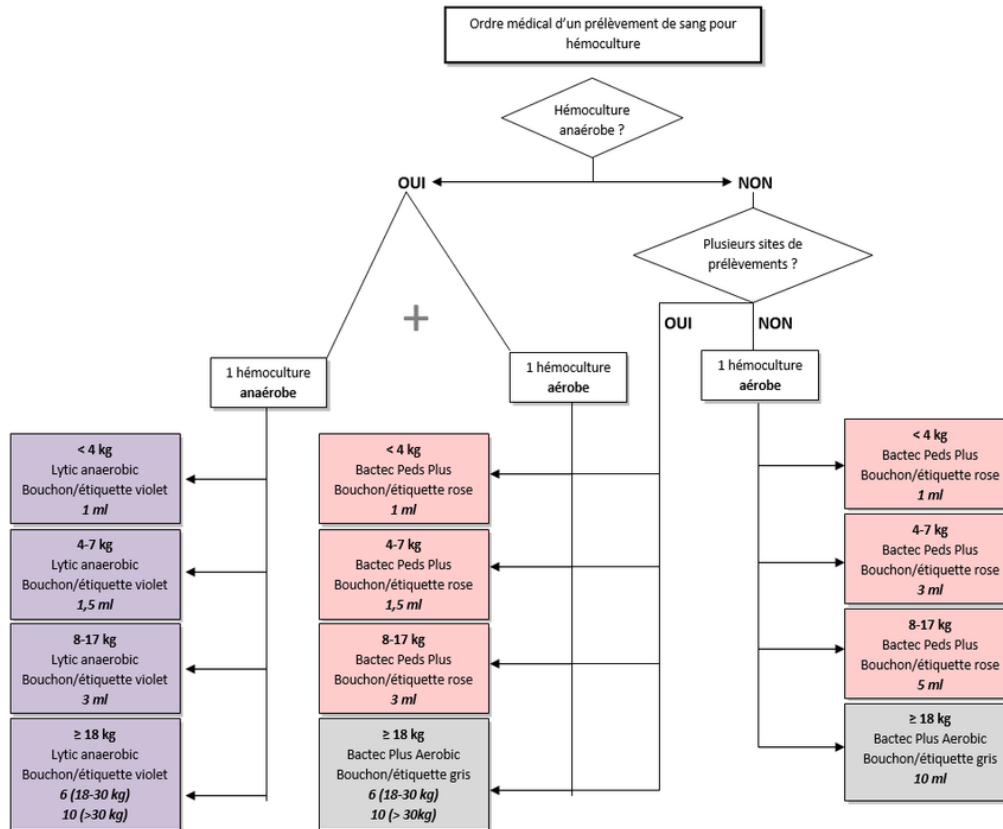 Ordre médical d'un prélèvement de sang pour
hémoculture
Hémoculture
anaérobe ?
OUI
NON
Plusieurs sites de
prélèvements ?
+
OUI
NON
1 hémoculture
anaérobe
1 hémoculture
aérobe
1 hémoculture
aérobe
< 4 kg
Lytic anaerobic
Bouchon/étiquette violet
1 ml
4-7 kg
Lytic anaerobic
Bouchon/étiquette violet
1,5 ml
8-17 kg
Lytic anaerobic
Bouchon/étiquette violet
3 ml
≥ 18 kg
Lytic anaerobic
Bouchon/étiquette violet
6 (18-30 kg)
10 (>30 kg)
< 4 kg
Bactec Peds Plus
Bouchon/étiquette rose
1 ml
4-7 kg
Bactec Peds Plus
Bouchon/étiquette rose
1,5 ml
8-17 kg
Bactec Peds Plus
Bouchon/étiquette rose
3 ml
≥ 18 kg
Bactec Plus Aerobic
Bouchon/étiquette gris
6 (18-30 kg)
10 (> 30kg)
< 4 kg
Bactec Peds Plus
Bouchon/étiquette rose
1 ml
4-7 kg
Bactec Peds Plus
Bouchon/étiquette rose
3 ml
8-17 kg
Bactec Peds Plus
Bouchon/étiquette rose
5 ml
≥ 18 kg
Bactec Plus Aerobic
Bouchon/étiquette gris
10 ml